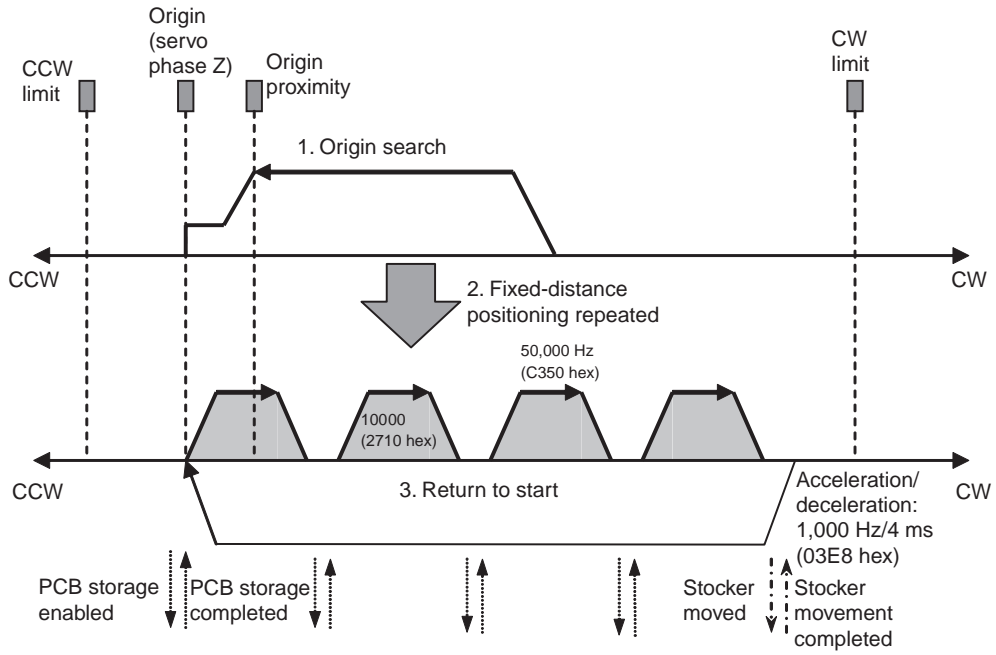 Origin
(servo
phase Z)
CCW
limit
Origin
proximity
CW
limit
1. Origin search
CCW
CW
2. Fixed-distance
positioning repeated
50,000 Hz
(C350 hex)
10000
(2710 hex)
CCW
CW
3. Return to start
Acceleration/
deceleration:
1,000 Hz/4 ms
(03E8 hex)
PCB storage
enabled
PCB storage
completed
Stocker
moved
Stocker
movement
completed